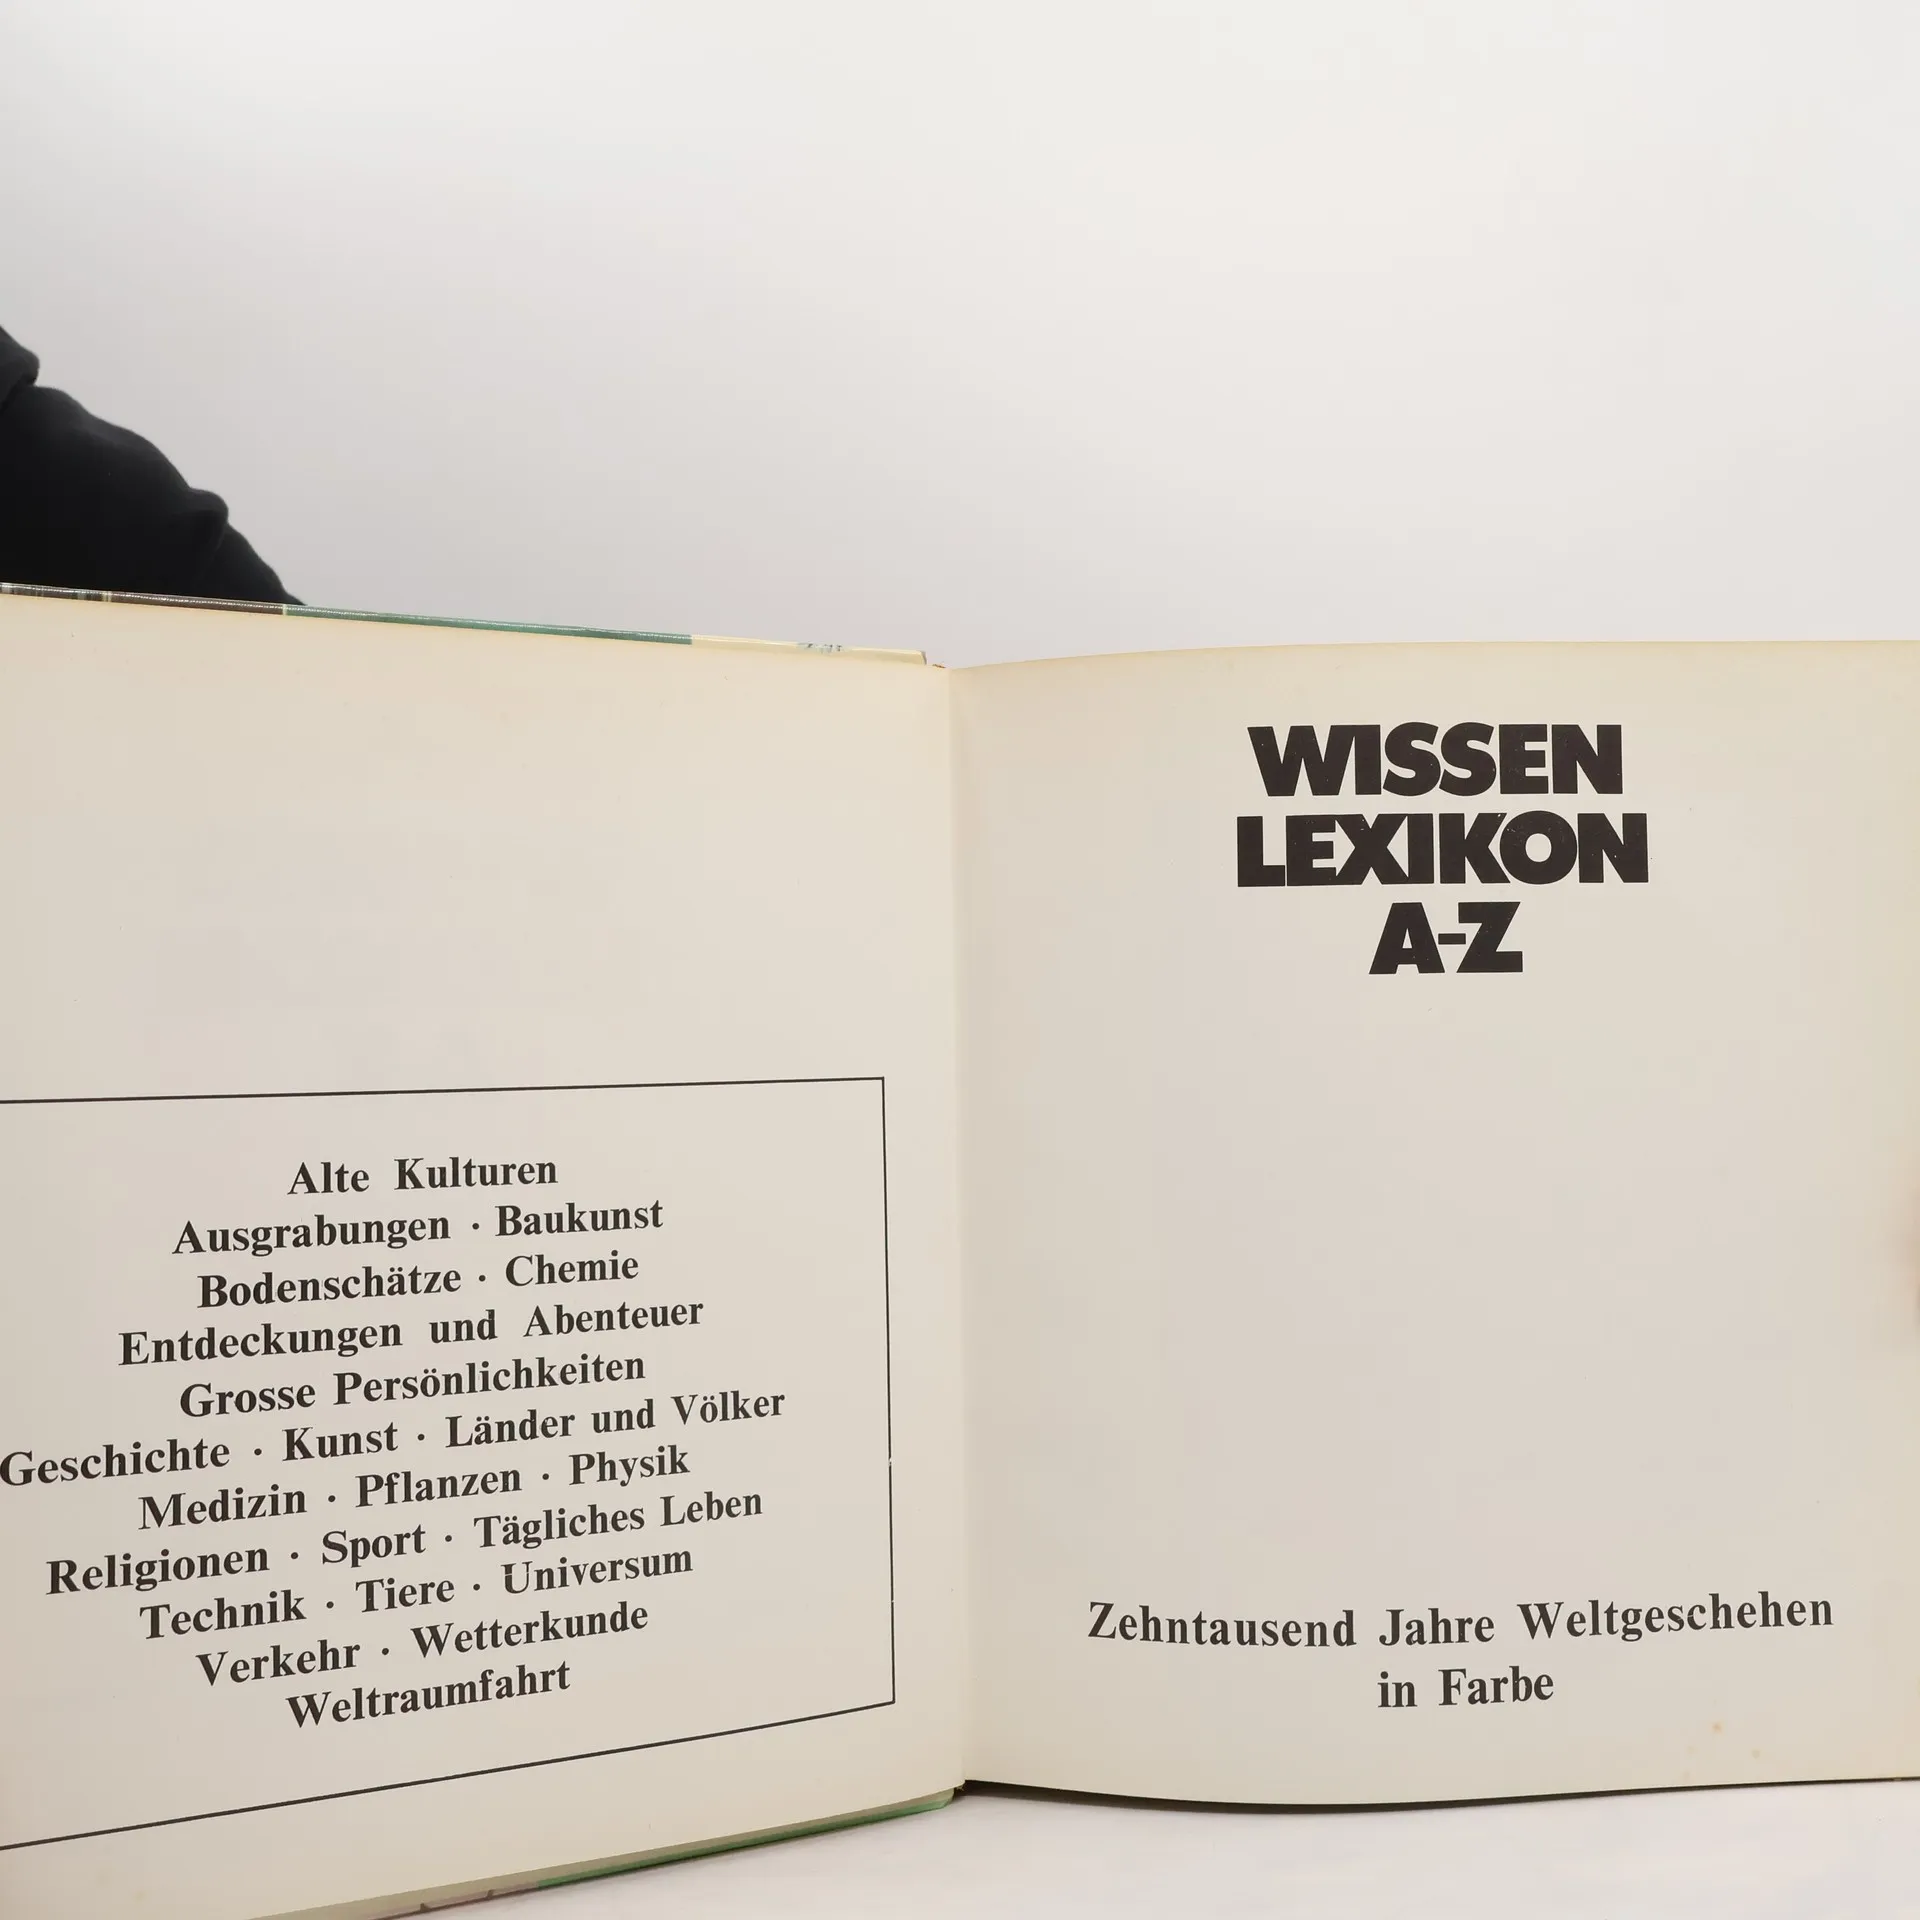 Alte Kulturen
Ausgrabungen · Baukunst
Bodenschätze · Chemie
Entdeckungen und Abenteuer
Grosse Persönlichkeiten
Geschichte · Kunst · Länder und Völker
Medizin · Pflanzen · Physik
Religionen · Sport · Tägliches Leben
Technik · Tiere · Universum
Verkehr · Wetterkunde
Weltraumfahrt
WISSEN
LEXIKON
A-Z
Zehntausend Jahre Weltgeschehen
in Farbe